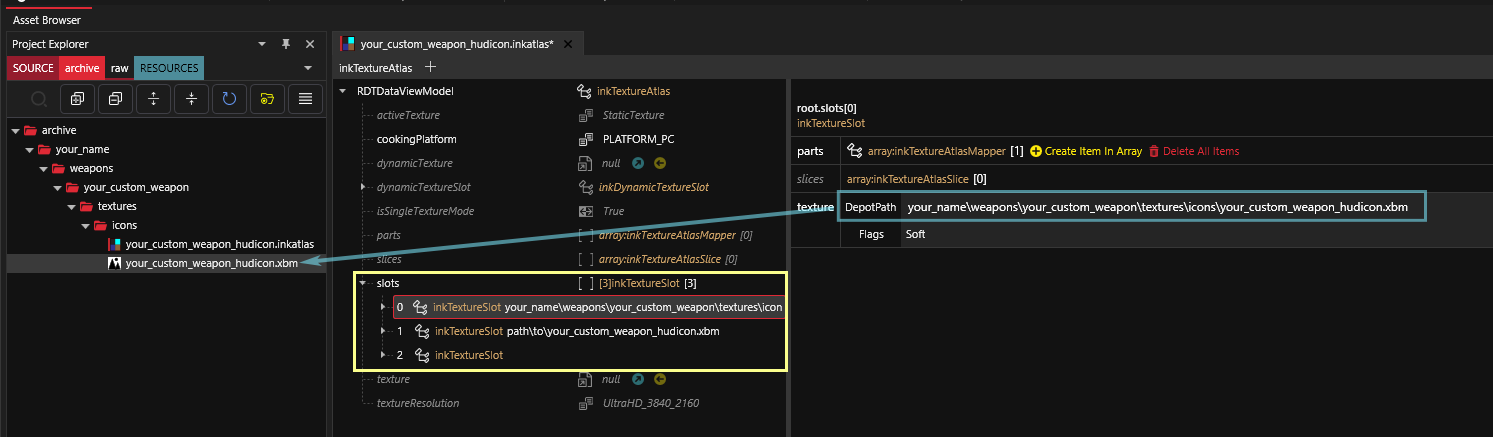 Asset Browser
Project Explorer
SOURCE archive raw RESOURCES
archive
your_name
weapons
your_custom_weapon
textures
icons
your_custom_weapon_hudicon.inkatlas
your_custom_weapon_hudicon.xbm
your_custom_weapon_hudicon.inkatlas*
inkTextureAtlas
RDTDataViewModel inkTextureAtlas
activeTexture StaticTexture
cookingPlatform PLATFORM_PC
dynamicTexture null
dynamicTextureSlot inkDynamicTextureSlot
isSingleTextureMode True
parts [ ] array:inkTextureAtlasMapper [0]
slices [ ] array:inkTextureAtlasSlice [0]
slots [ ] [3]inkTextureSlot [3]
0 inkTextureSlot your_name\weapons\your_custom_weapon\textures\icon
1 inkTextureSlot path\to\your_custom_weapon_hudicon.xbm
2 inkTextureSlot
texture null
textureResolution UltraHD_3840_2160
root.slots[0]
inkTextureSlot
parts array:inkTextureAtlasMapper [1] Create Item In Array Delete All Items
slices array:inkTextureAtlasSlice [0]
texture DepotPath your_name\weapons\your_custom_weapon\textures\icons\your_custom_weapon_hudicon.xbm
Flags Soft